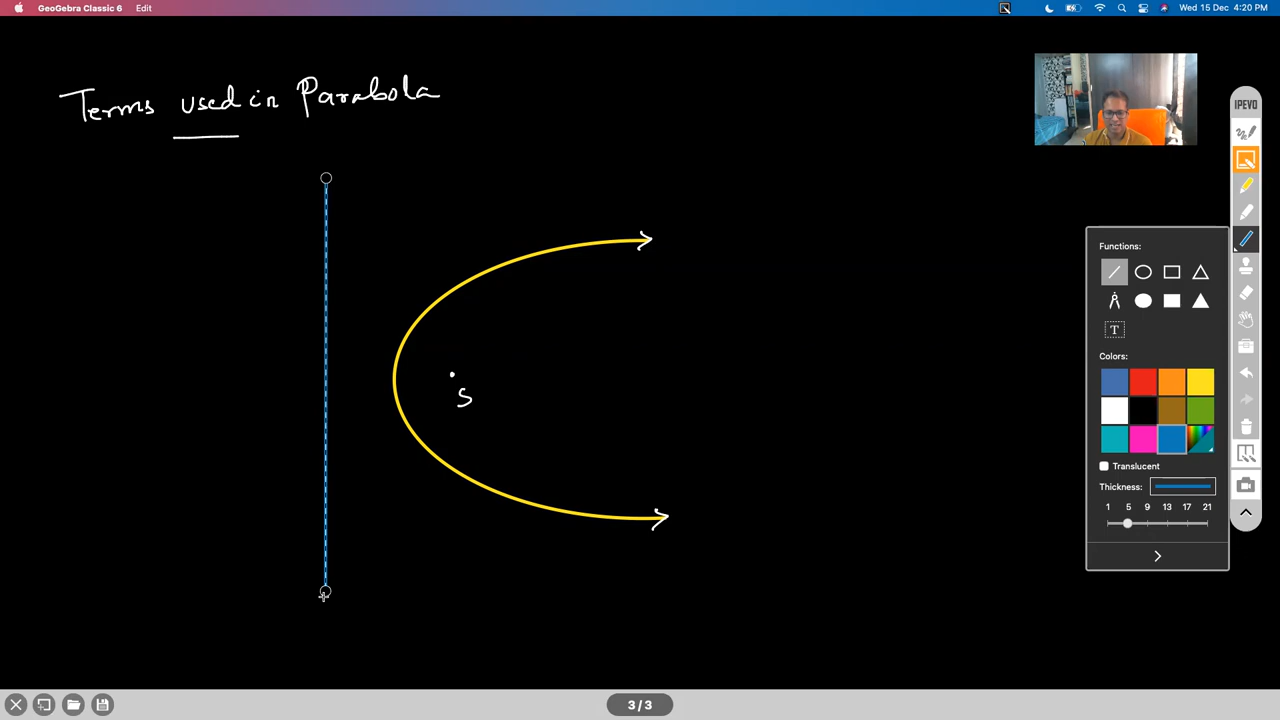 GeoGebra Classic 6 Edit
Wed 15 Dec 4:20 PM
Terms used in Parabola
IPEVO
S
Functions:
T
Colors:
Translucent
Thickness:
1 5 9 13 17 21
3 / 3